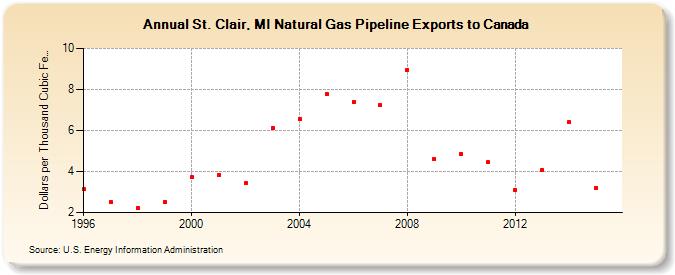 Annual St. Clair, MI Natural Gas Pipeline Exports to Canada
Dollars per Thousand Cubic Fe...
10
8
6
4
2
1996 2000 2004 2008 2012
Source: U.S. Energy Information Administration